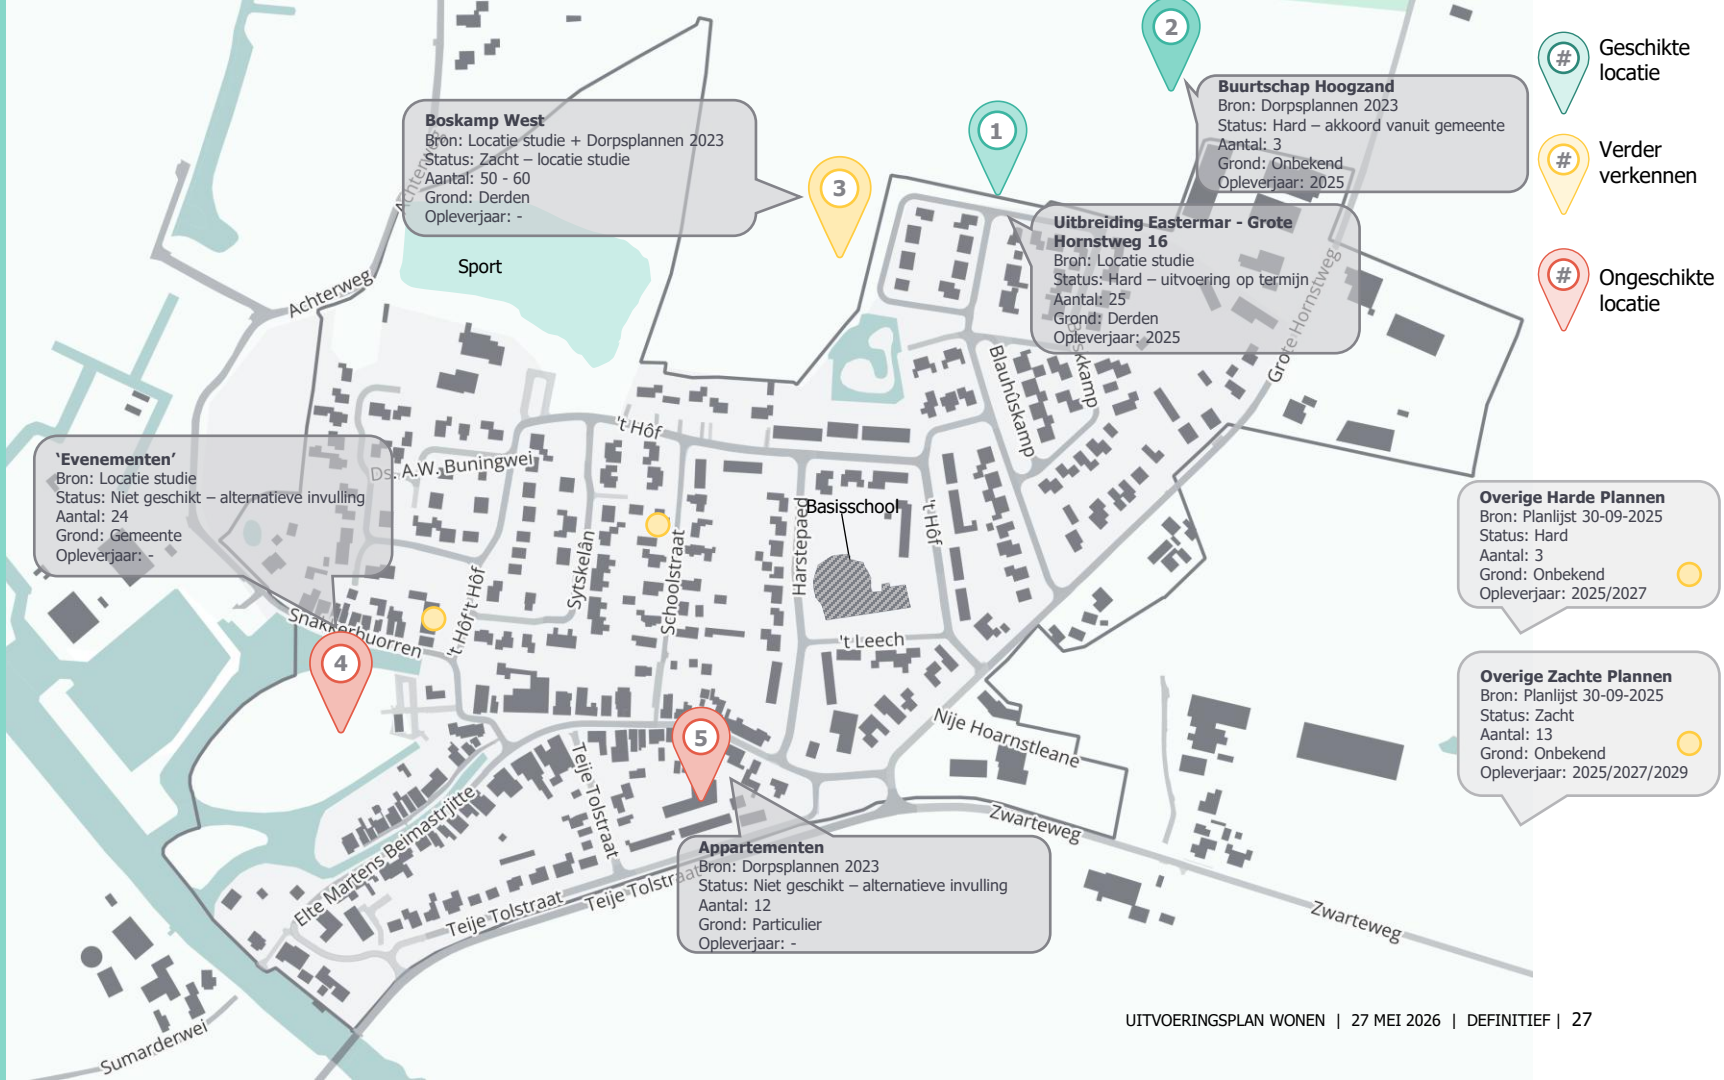 2
Geschikte
locatie
#
Buurtschap Hoogzand
Bron: Dorpsplannen 2023
Status: Hard – akkoord vanuit gemeente
Aantal: 3
Grond: Onbekend
Opleverjaar: 2025
Boskamp West
Bron: Locatie studie + Dorpsplannen 2023
Status: Zacht – locatie studie
Aantal: 50 - 60
Grond: Derden
Opleverjaar: -
1
#
Verder
verkennen
3
Achterweg
Uitbreiding Eastermar - Grote
Hornstweg 16
Bron: Locatie studie
Status: Hard – uitvoering op termijn
Aantal: 25
Grond: Derden
Opleverjaar: 2025
#
Ongeschikte
locatie
Sport
Achterweg
Grote Hornstweg
Blauhûskamp
't Hôf
Ds. A.W. Buningwei
'Evenementen'
Bron: Locatie studie
Status: Niet geschikt – alternatieve invulling
Aantal: 24
Grond: Gemeente
Opleverjaar: -
Basisschool
Harstepaed
't Hôf
Sytskelân
Schoolstraat
Overige Harde Plannen
Bron: Planlijst 30-09-2025
Status: Hard
Aantal: 3
Grond: Onbekend
Opleverjaar: 2025/2027
't Hôf
't Hôf
Snakkerbuorren
't Leech
4
Overige Zachte Plannen
Bron: Planlijst 30-09-2025
Status: Zacht
Aantal: 13
Grond: Onbekend
Opleverjaar: 2025/2027/2029
5
Nije Hoarnstleane
Teije Tolstraat
Elte Martens Beimastrjitte
Zwarteweg
Appartementen
Bron: Dorpsplannen 2023
Status: Niet geschikt – alternatieve invulling
Aantal: 12
Grond: Particulier
Opleverjaar: -
Teije Tolstraat
Teije Tolstraat
Zwarteweg
Sumarderwei
UITVOERINGSPLAN WONEN | 27 MEI 2026 | DEFINITIEF | 27